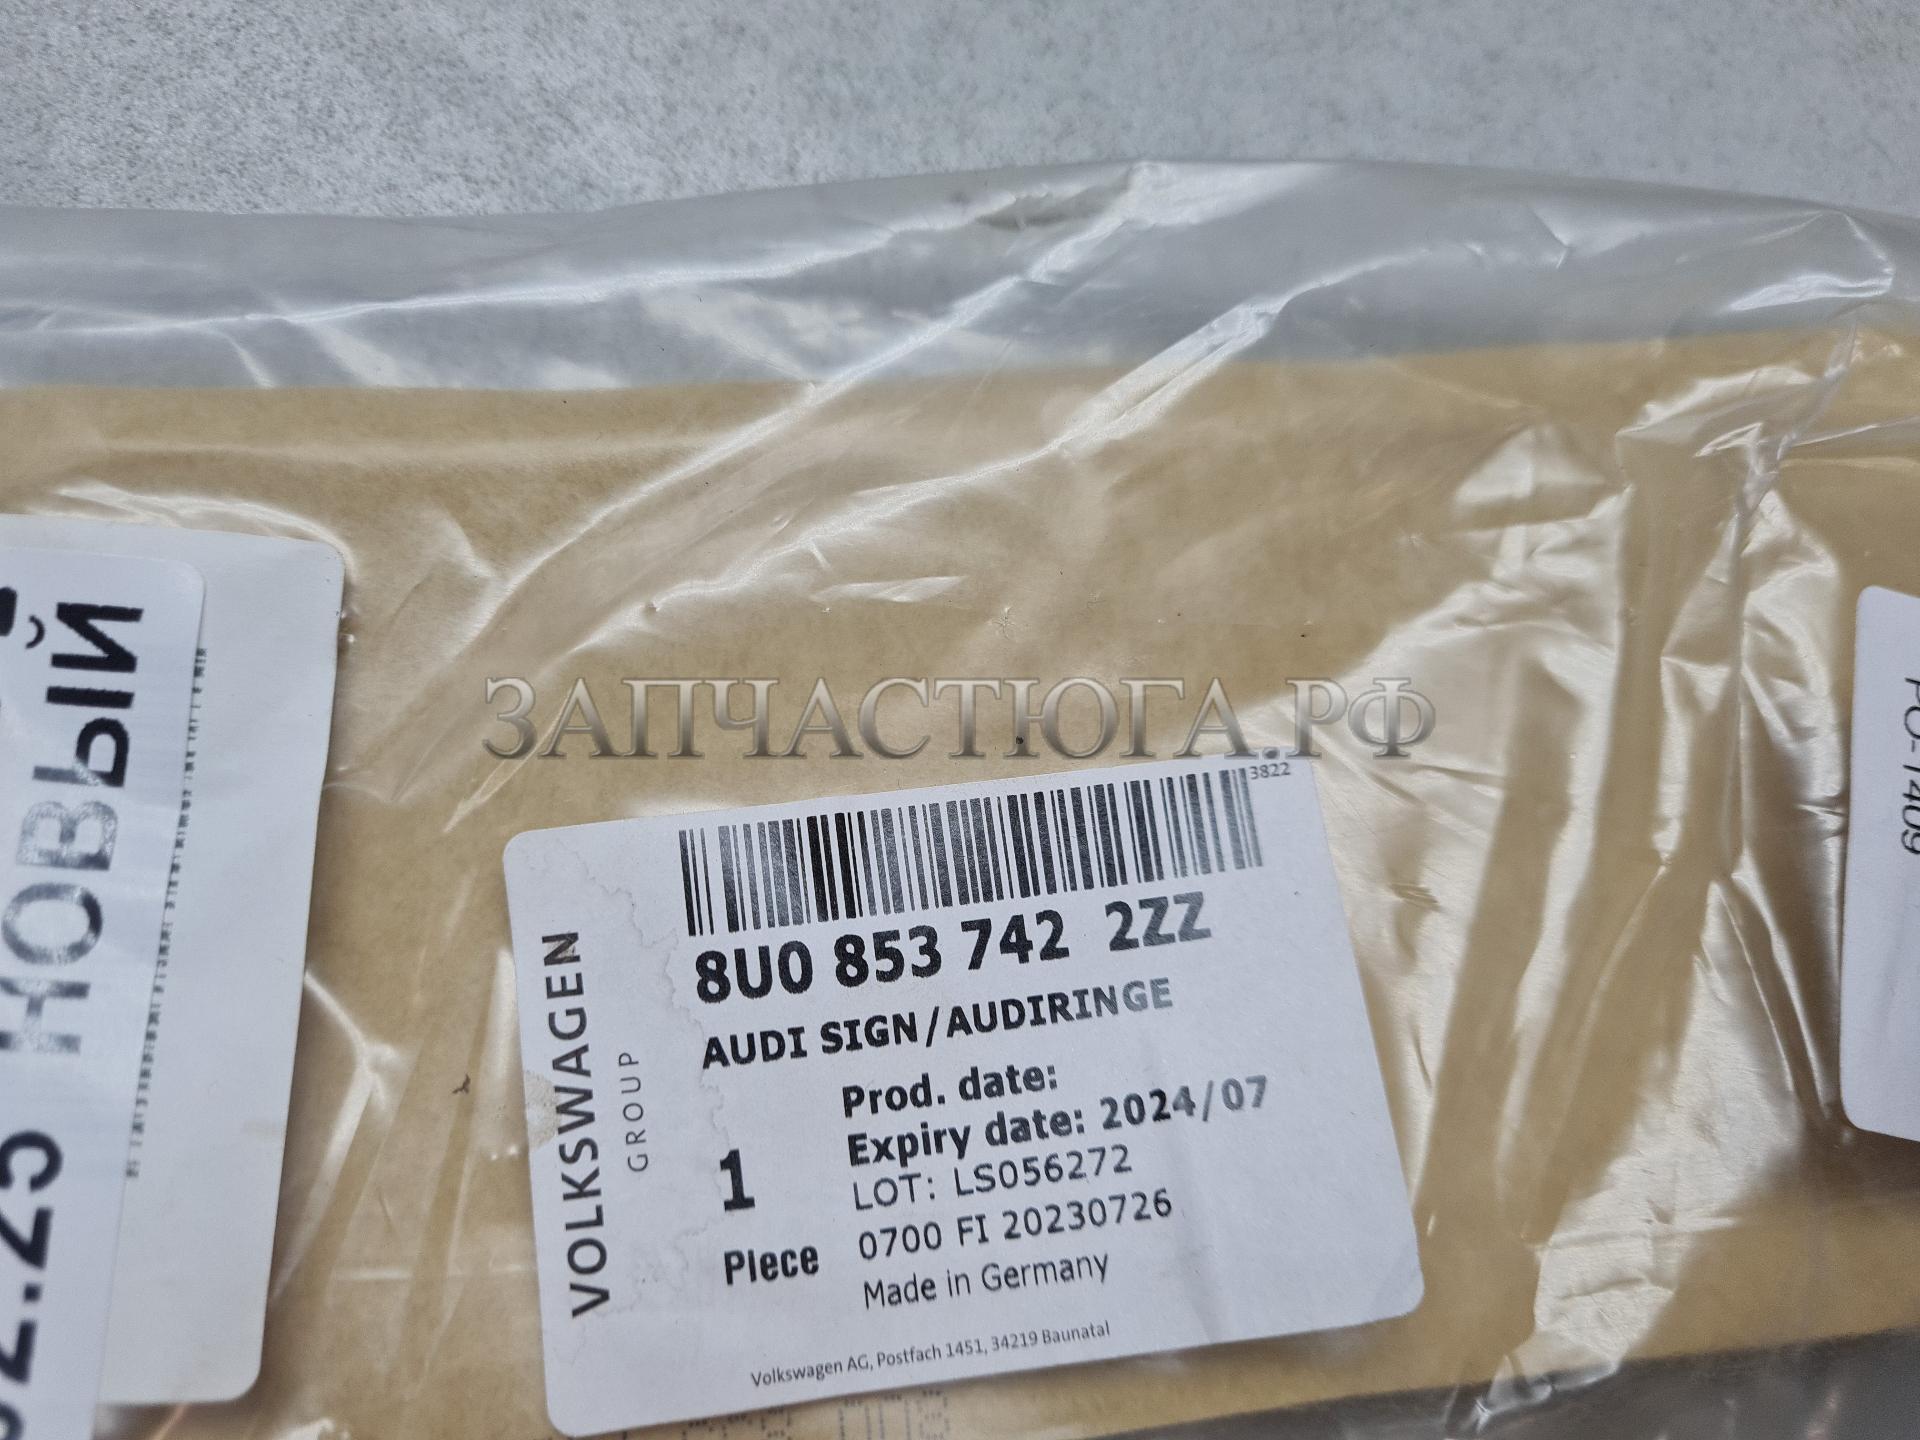 ЗАПЧАСТЮГА.РФ
3822
8U0 853 742 2ZZ
AUDI SIGN/AUDIRINGE
Prod. date:
Expiry date: 2024/07
LOT: LS056272
0700 FI 20230726
Made in Germany
1
Piece
VOLKSWAGEN
GROUP
Volkswagen AG, Postfach 1451, 34219 Baunatal
НОВЫЙ